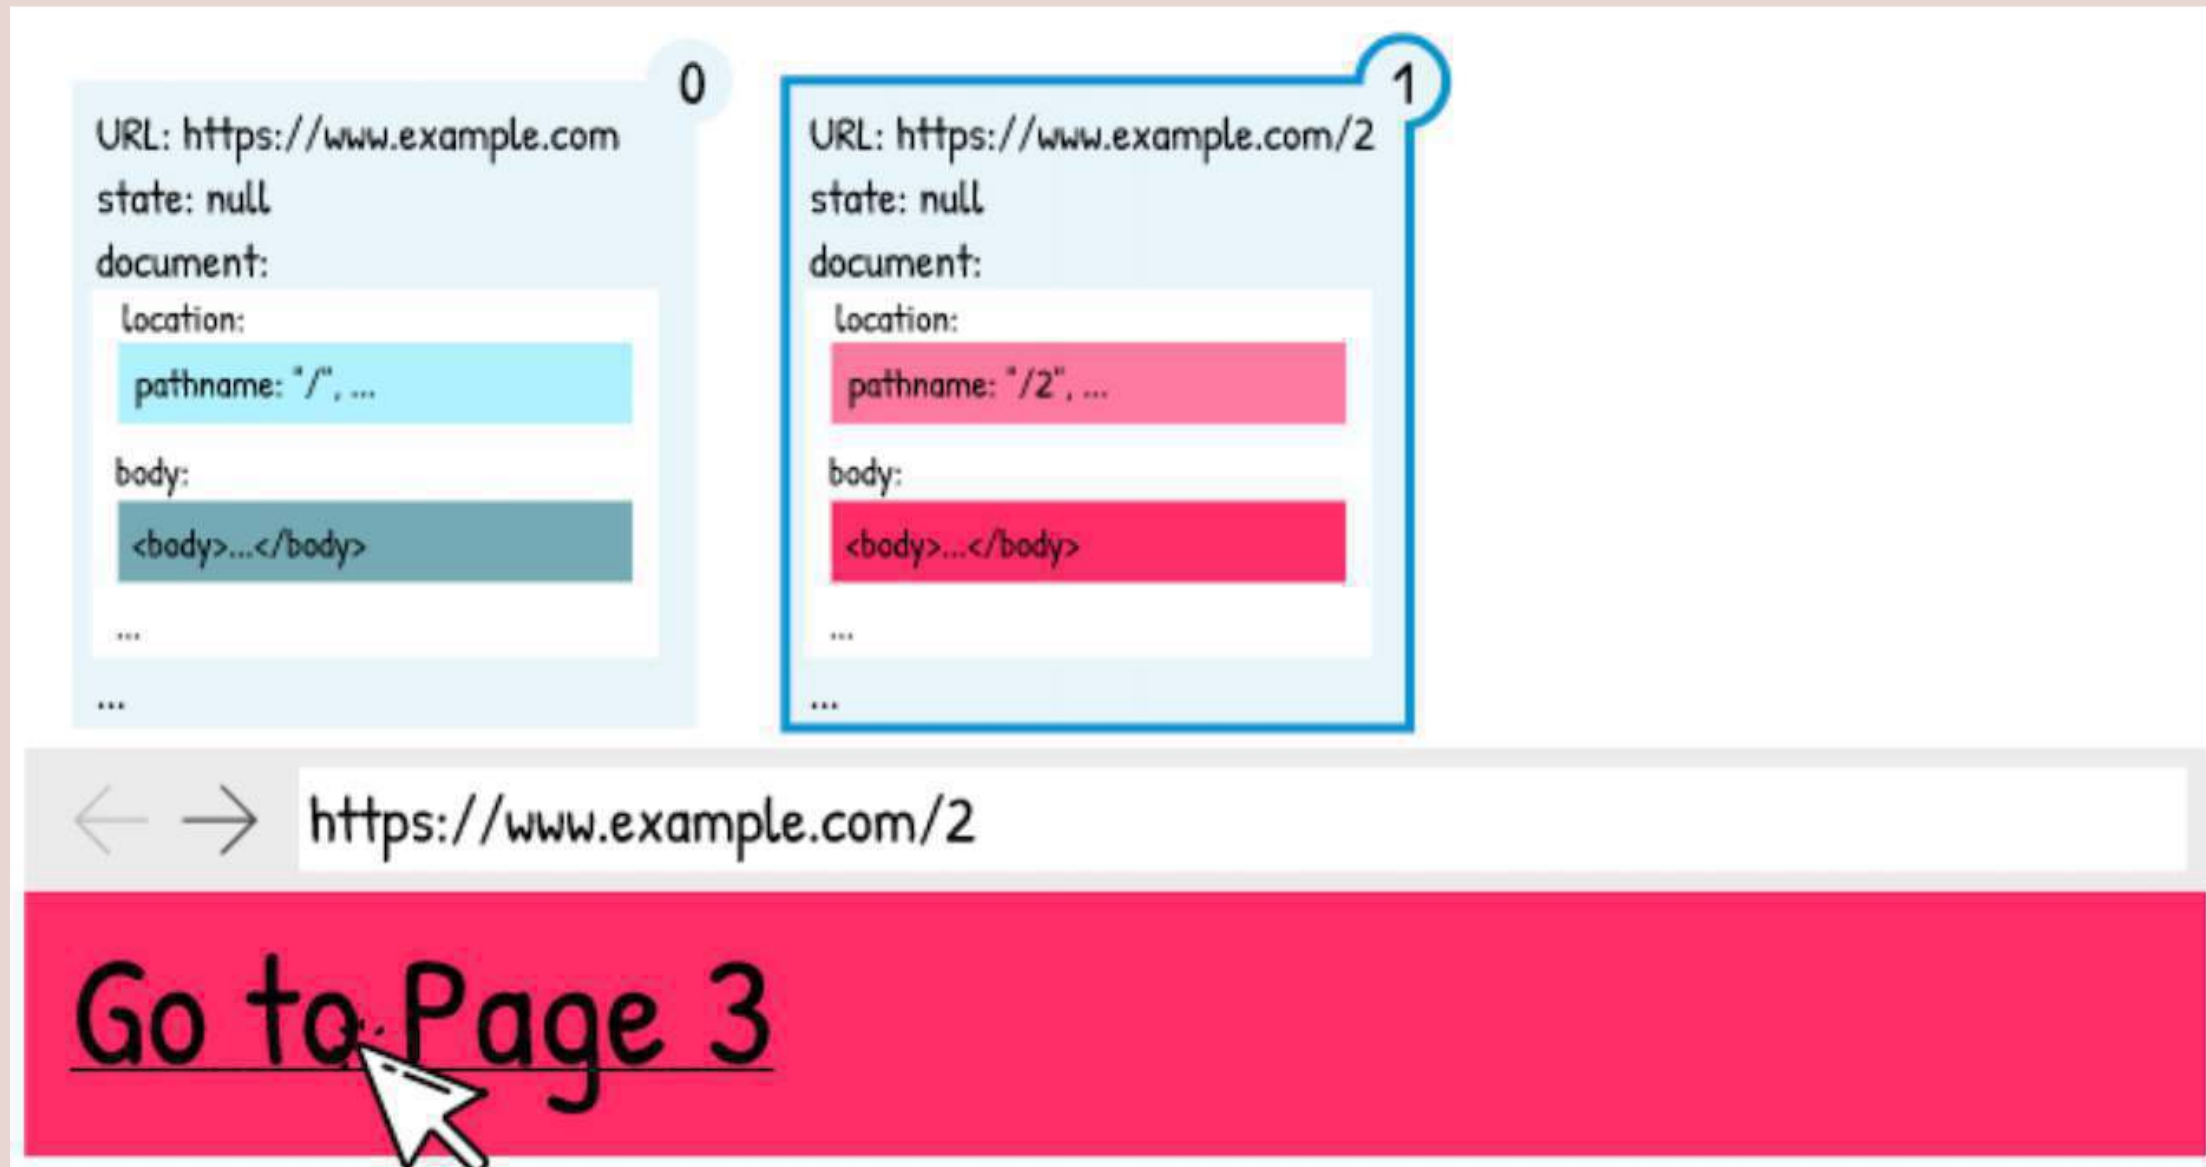 0
URL: https://www.example.com
state: null
document:
location:
pathname: "/", ...
body:
<body>...</body>
...
...
1
URL: https://www.example.com/2
state: null
document:
location:
pathname: "/2", ...
body:
<body>...</body>
...
...
https://www.example.com/2
Go to Page 3